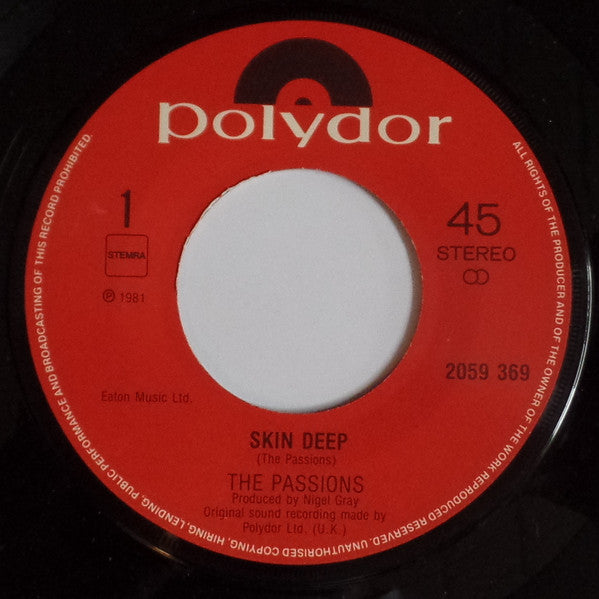 polydor
1
45
STEREO
STEMRA
℗ 1981
2059 369
Eaton Music Ltd.
SKIN DEEP
(The Passions)
THE PASSIONS
Produced by Nigel Gray
Original sound recording made by
Polydor Ltd. (U.K.)
ALL RIGHTS OF THE PRODUCER AND OF THE OWNER OF THE WORK REPRODUCED RESERVED. UNAUTHORISED COPYING, HIRING, LENDING, PUBLIC PERFORMANCE AND BROADCASTING OF THIS RECORD PROHIBITED.